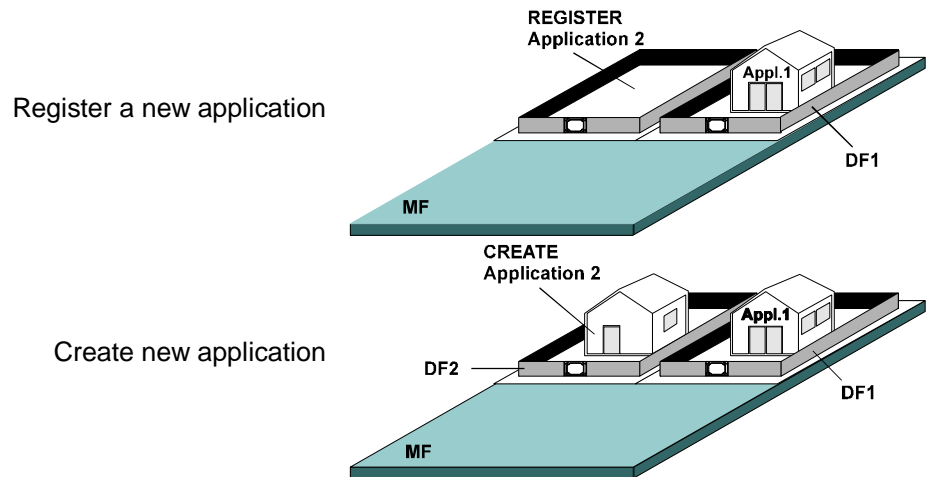 REGISTER
Application 2
Appl.1
Register a new application
DF1
MF
CREATE
Application 2
Appl.1
Create new application
DF2
DF1
MF